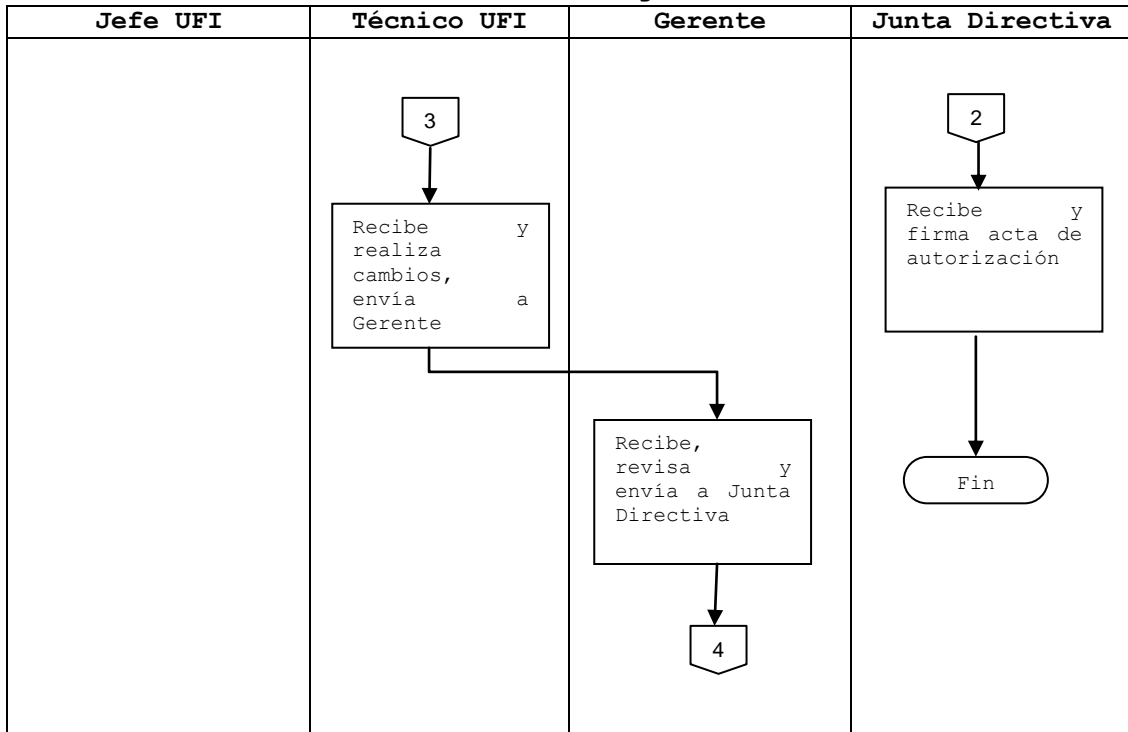 Jefe UFI
Técnico UFI
Gerente
Junta Directiva
3
Recibe y
realiza
cambios,
envía a
Gerente
Recibe,
revisa y
envía a Junta
Directiva
4
2
Recibe y
firma acta de
autorización
Fin